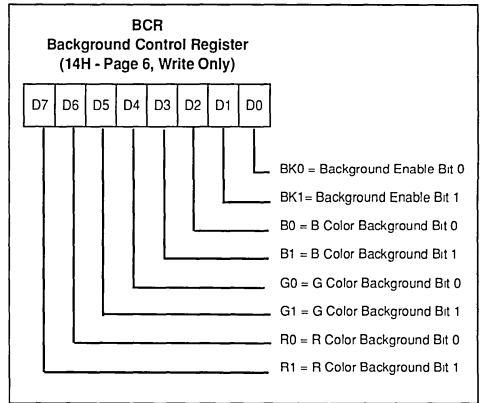 BCR
Background Control Register
(14H - Page 6, Write Only)
D7 D6 D5 D4 D3 D2 D1 D0
BK0 = Background Enable Bit 0
BK1= Background Enable Bit 1
B0 = B Color Background Bit 0
B1 = B Color Background Bit 1
G0 = G Color Background Bit 0
G1 = G Color Background Bit 1
R0 = R Color Background Bit 0
R1 = R Color Background Bit 1